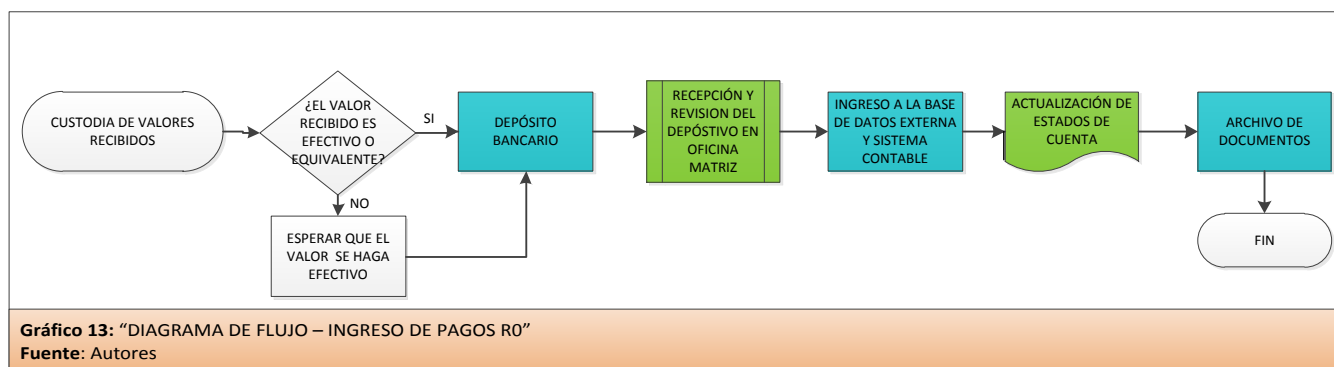 CUSTODIA DE VALORES
RECIBIDOS
¿EL VALOR
RECIBIDO ES
EFECTIVO O
EQUIVALENTE?
SI
NO
ESPERAR QUE EL
VALOR SE HAGA
EFECTIVO
DEPÓSITO
BANCARIO
RECEPCIÓN Y
REVISION DEL
DEPÓSTIVO EN
OFICINA
MATRIZ
INGRESO A LA BASE
DE DATOS EXTERNA
Y SISTEMA
CONTABLE
ACTUALIZACIÓN DE
ESTADOS DE
CUENTA
ARCHIVO DE
DOCUMENTOS
FIN
Gráfico 13: “DIAGRAMA DE FLUJO – INGRESO DE PAGOS R0”
Fuente: Autores